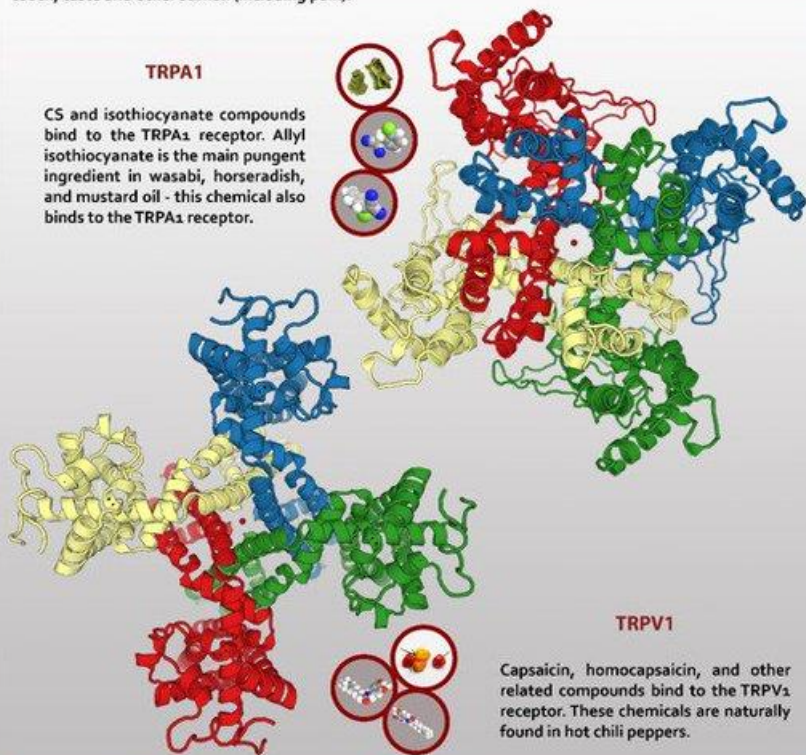 TRPA1
CS and isothiocyanate compounds
bind to the TRPA1 receptor. Allyl
isothiocyanate is the main pungent
ingredient in wasabi, horseradish,
and mustard oil - this chemical also
binds to the TRPA1 receptor.
TRPV1
Capsaicin, homocapsaicin, and other
related compounds bind to the TRPV1
receptor. These chemicals are naturally
found in hot chili peppers.